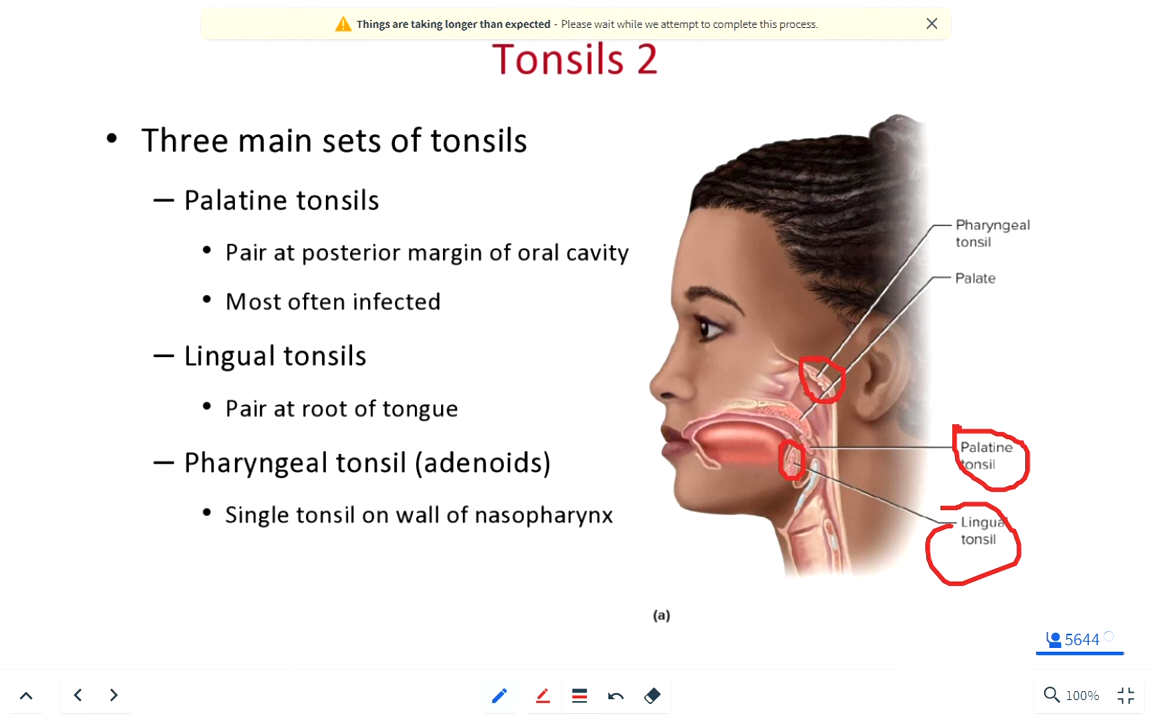 Things are taking longer than expected - Please wait while we attempt to complete this process.
Tonsils 2
• Three main sets of tonsils
– Palatine tonsils
• Pair at posterior margin of oral cavity
• Most often infected
– Lingual tonsils
• Pair at root of tongue
– Pharyngeal tonsil (adenoids)
• Single tonsil on wall of nasopharynx
Pharyngeal
tonsil
Palate
Palatine
tonsil
Lingual
tonsil
(a)
5644
100%